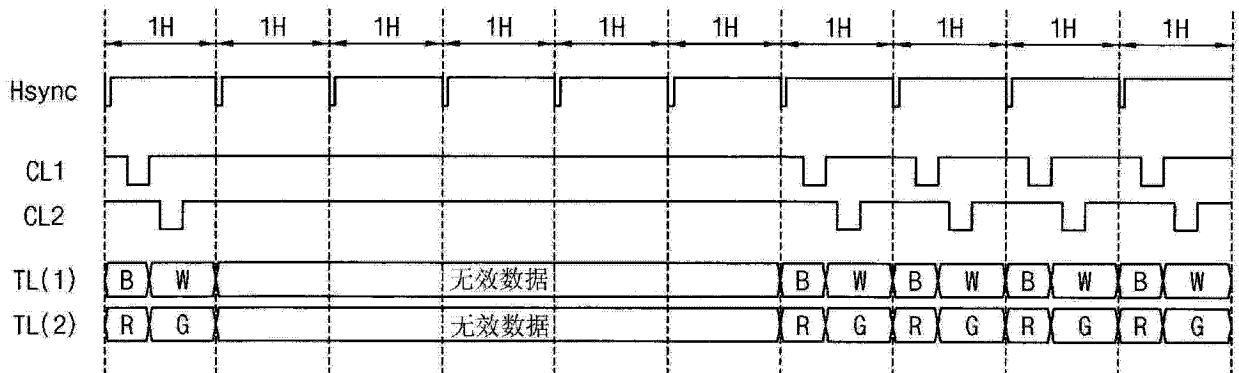 1H 1H 1H 1H 1H 1H 1H 1H 1H 1H
Hsync
CL1
CL2
TL(1) B W 无效数据 B W B W B W B W
TL(2) R G 无效数据 R G R G R G R G